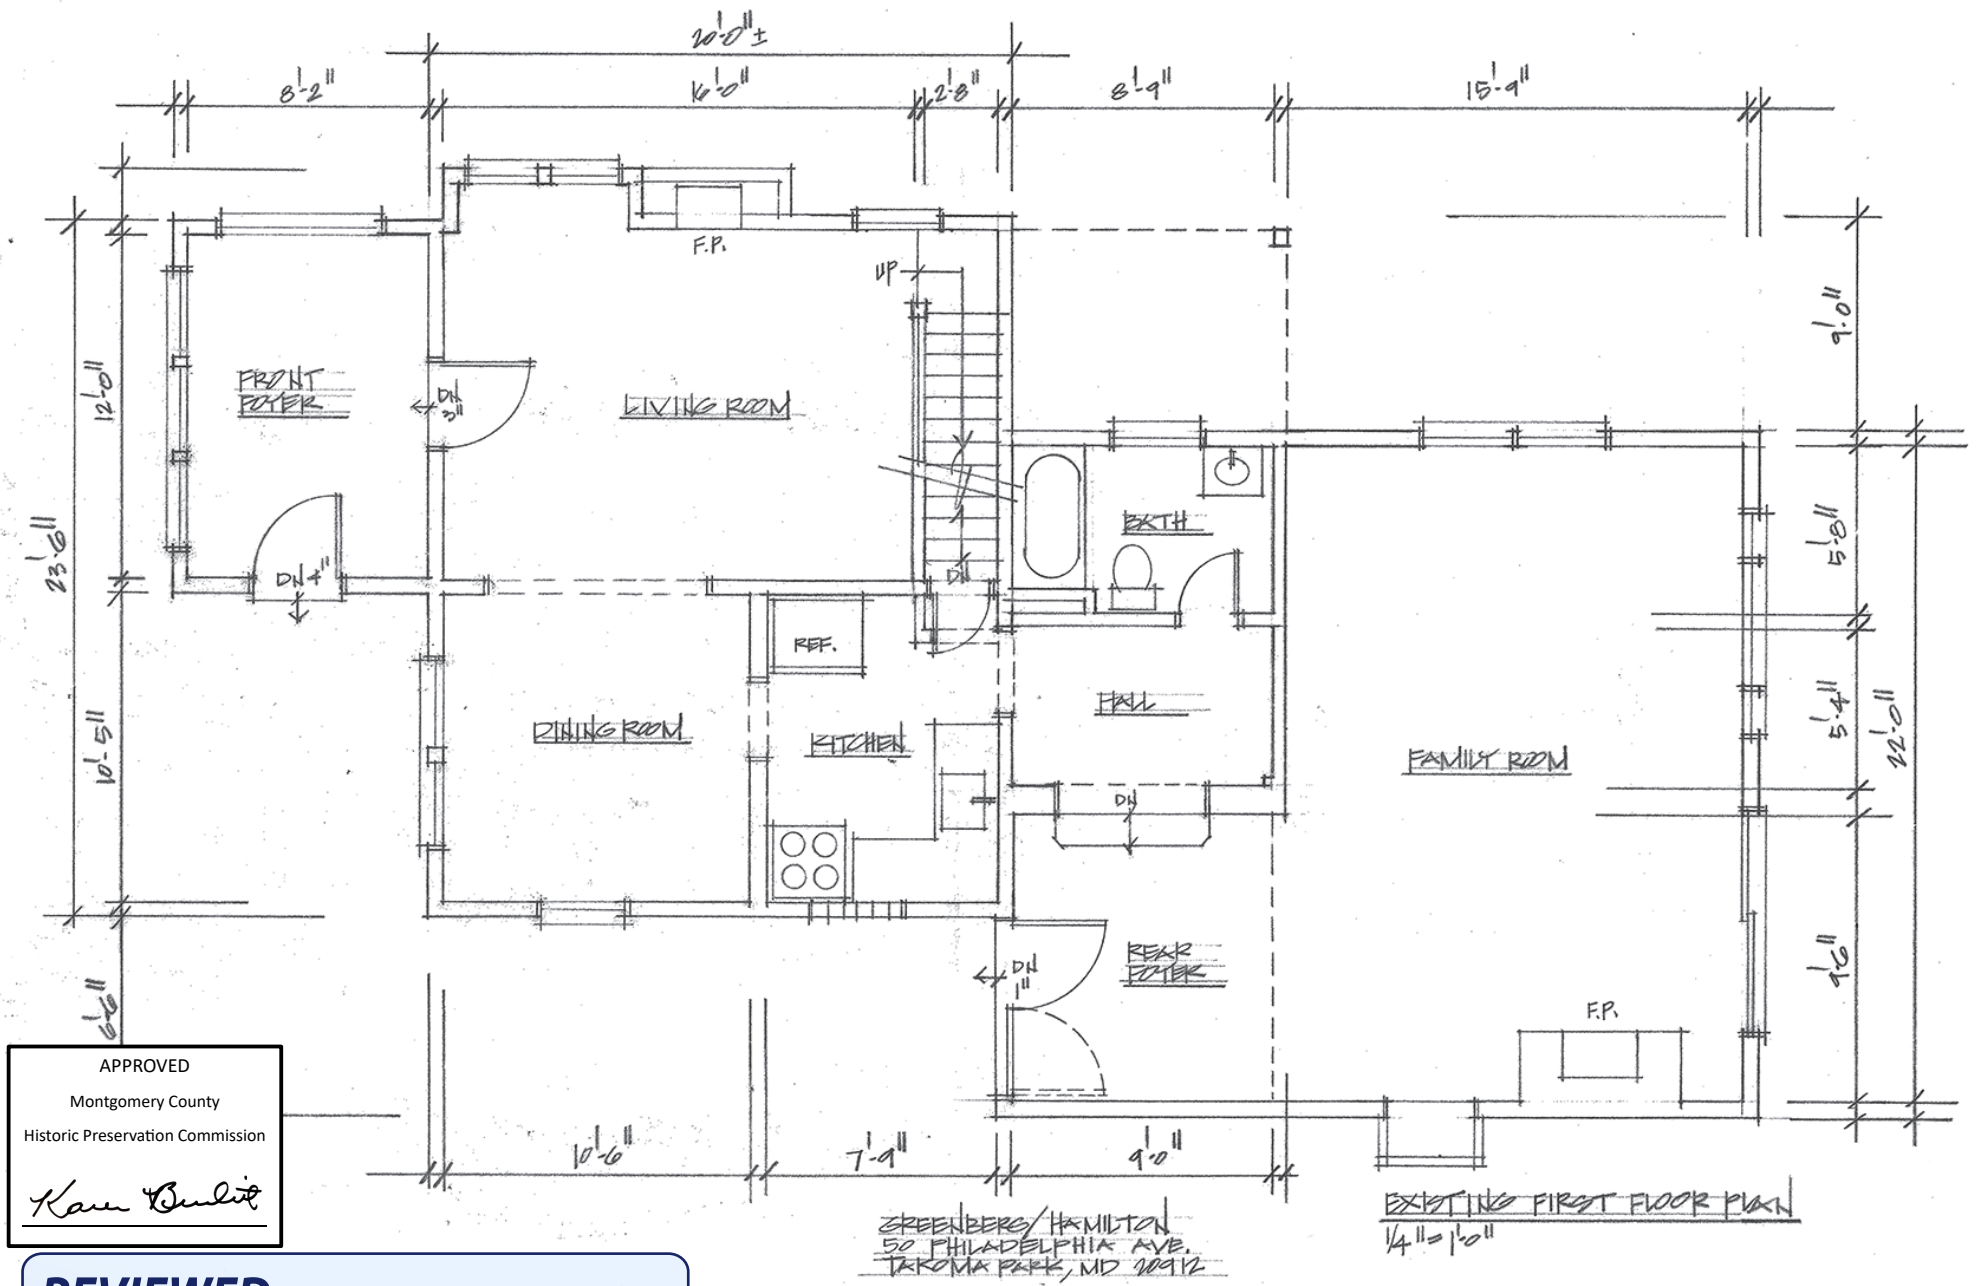 20'-0" ±
8'-2"
16'-0"
2'-8"
8'-9"
15'-9"
F.P.
UP
9'-0"
12'-0"
FRONT
FOYER
DN
3"
LIVING ROOM
23'-6"
DN 4"
DN
BATH
5'-8"
REF.
10'-5"
DINING ROOM
KITCHEN
HALL
5'-4"
22'-0"
FAMILY ROOM
DN
REAR
FOYER
DN
1"
9'-6"
6'-6"
F.P.
APPROVED
Montgomery County
Historic Preservation Commission
10'-6"
7'-9"
9'-0"
EXISTING FIRST FLOOR PLAN
1/4" = 1'-0"
GREENBERG/HAMILTON
50 PHILADELPHIA AVE.
TAKOMA PARK, MD 20912
REVIEWED